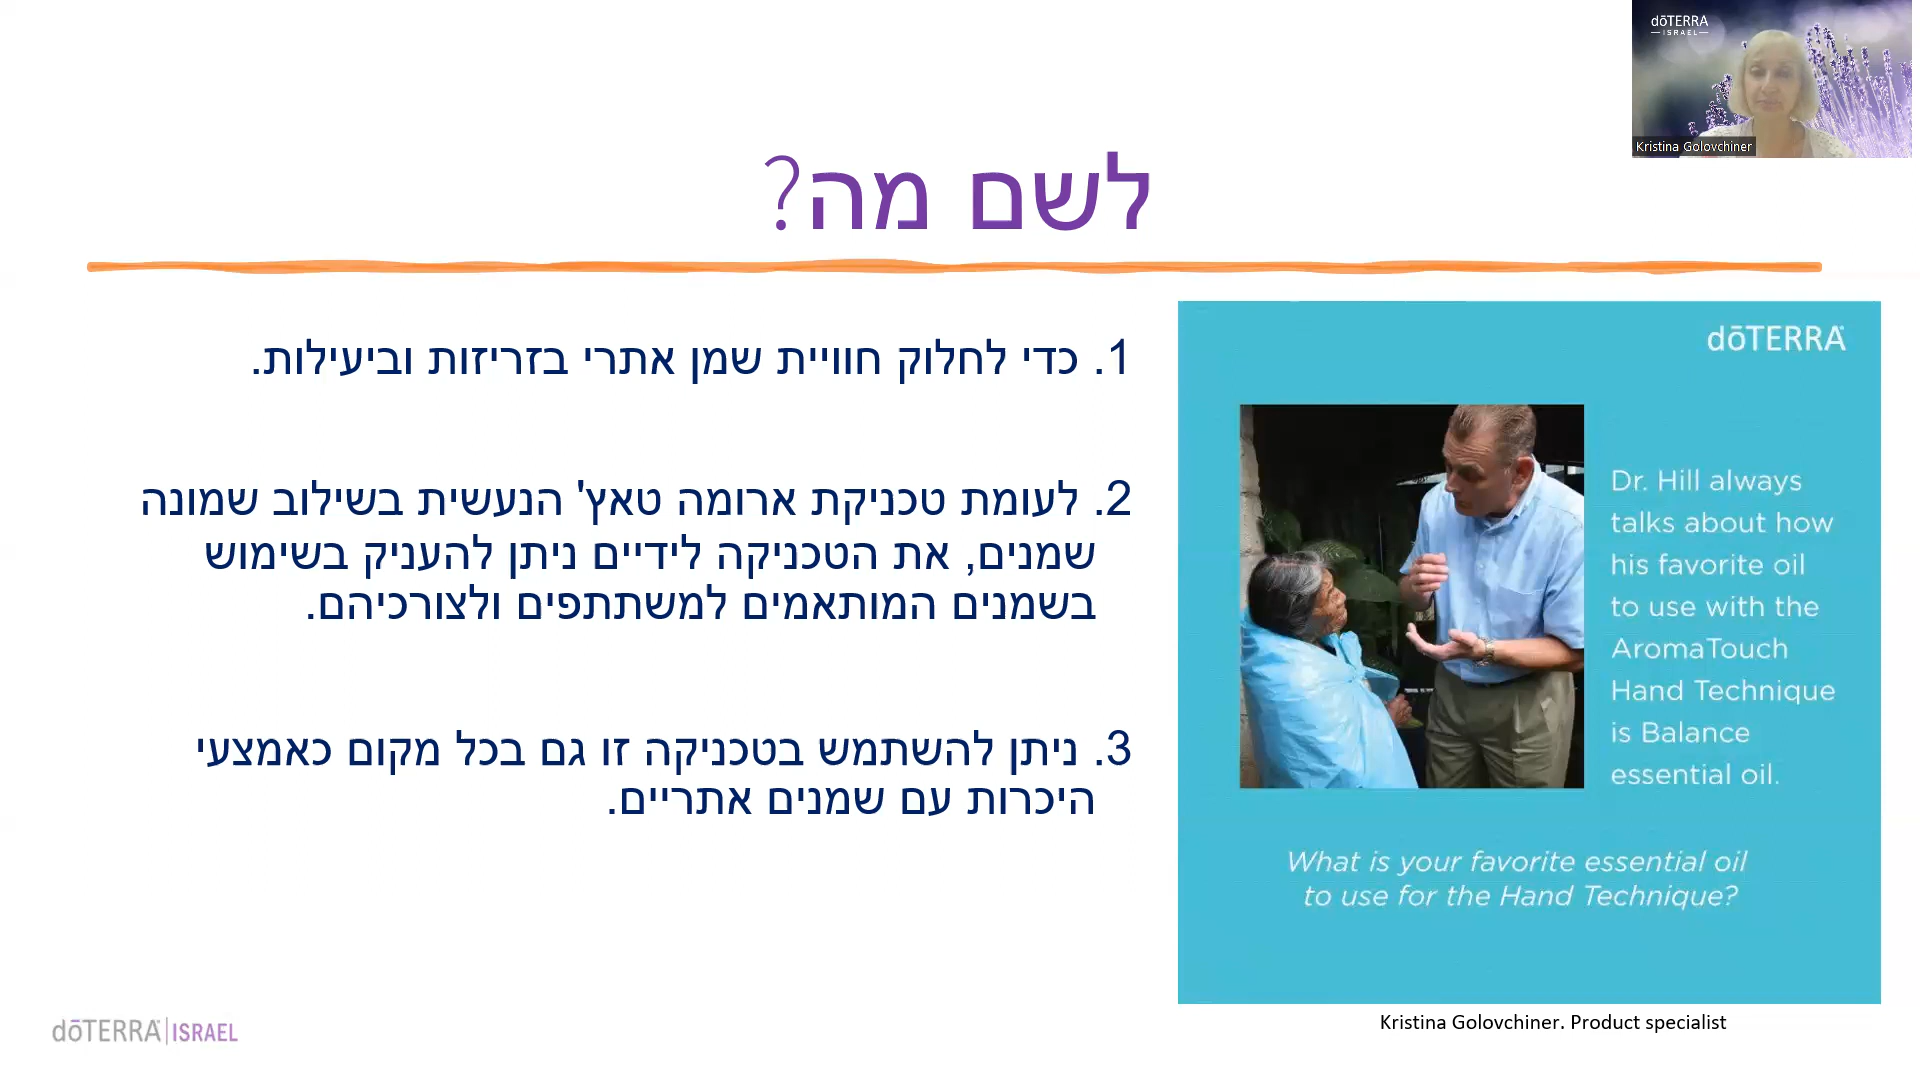 dōTERRA
ISRAEL
Kristina Golovchiner
לשם מה?
1. כדי לחלוק חוויית שמן אתרי בזריזות וביעילות.
2. לעומת טכניקת ארומה טאץ' הנעשית בשילוב שמונה
שמנים, את הטכניקה לידיים ניתן להעניק בשימוש
בשמנים המותאמים למשתתפים ולצורכיהם.
3. ניתן להשתמש בטכניקה זו גם בכל מקום כאמצעי
היכרות עם שמנים אתריים.
dōTERRA
Dr. Hill always
talks about how
his favorite oil
to use with the
AromaTouch
Hand Technique
is Balance
essential oil.
What is your favorite essential oil
to use for the Hand Technique?
Kristina Golovchiner. Product specialist
dōTERRA | ISRAEL